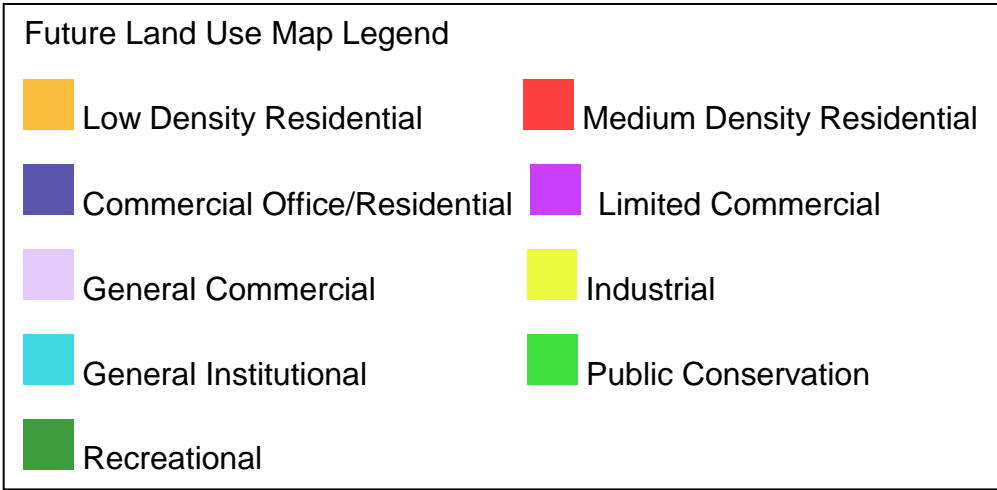 Future Land Use Map Legend
Low Density Residential Medium Density Residential
Commercial Office/Residential Limited Commercial
General Commercial Industrial
General Institutional Public Conservation
Recreational